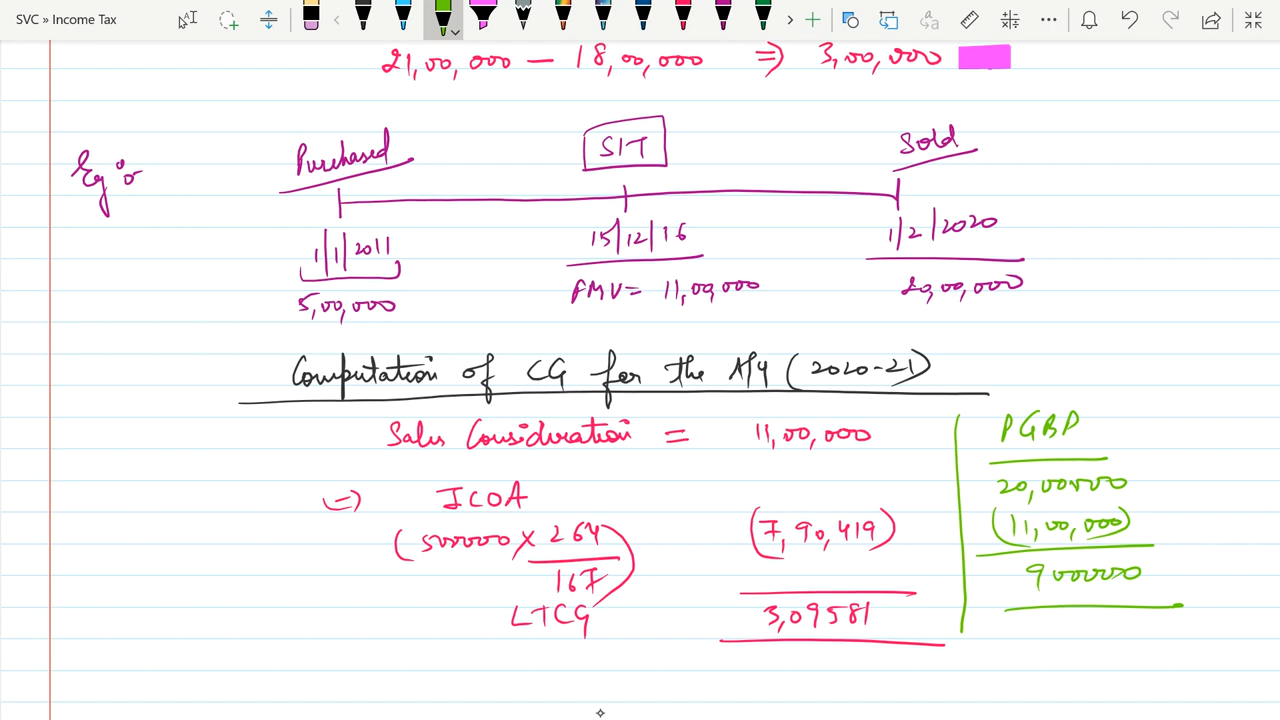 SVC » Income Tax
21,00,000 — 18,00,000 ⇒ 3,00,000
Eg:- Purchased SIT Sold
1/1/2011 15/12/16 1/2/2020
5,00,000 FMV = 11,00,000 20,00,000
Computation of CG for the A/Y (2020-21)
Sales Consideration = 11,00,000
(-) ICOA
(500000 × 264/167) (7,90,419)
LTCG 3,09581
PGBP
20,00000
(11,00,000)
900000